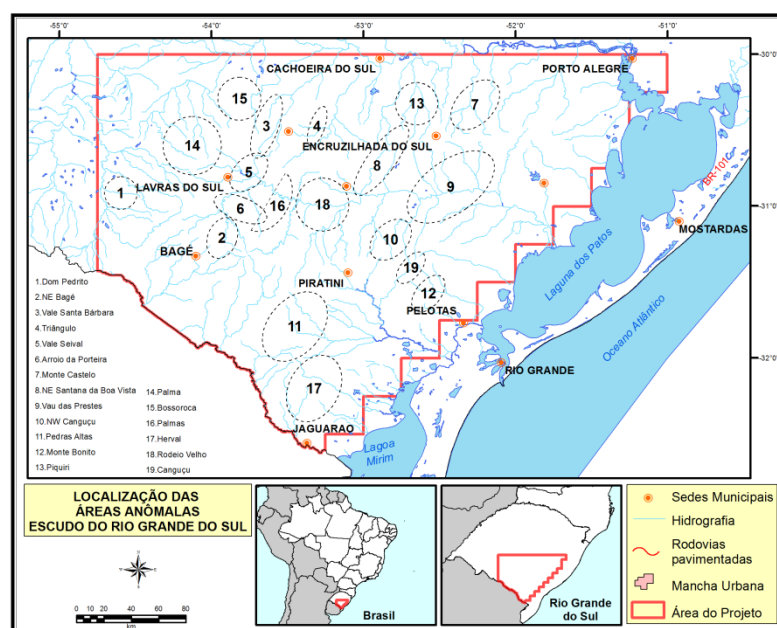 -55°0'
-54°0'
-53°0'
-52°0'
-51°0'
-30°0'
-31°0'
-32°0'
CACHOEIRA DO SUL
PORTO ALEGRE
15
3
4
13
7
14
ENCRUZILHADA DO SUL
8
5
LAVRAS DO SUL
1
6
16
18
9
BR-101
MOSTARDAS
2
10
BAGÉ
19
PIRATINI
12
PELOTAS
Laguna dos Patos
Oceano Atlântico
11
17
RIO GRANDE
JAGUARAO
Lagoa
Mirim
1.Dom Pedrito
2.NE Bagé
3.Vale Santa Bárbara
4.Triângulo
5.Vale Seival
6.Arroio da Porteira
7.Monte Castelo
8.NE Santana da Boa Vista
9.Vau das Prestes
10.NW Canguçu
11.Pedras Altas
12.Monte Bonito
13.Piquiri
14.Palma
15.Bossoroca
16.Palmas
17.Herval
18.Rodeio Velho
19.Canguçu
LOCALIZAÇÃO DAS
ÁREAS ANÔMALAS
ESCUDO DO RIO GRANDE DO SUL
10 0 10 20 40 60 80
km
Brasil
Rio Grande
do Sul
Sedes Municipais
Hidrografia
Rodovias
pavimentadas
Mancha Urbana
Área do Projeto